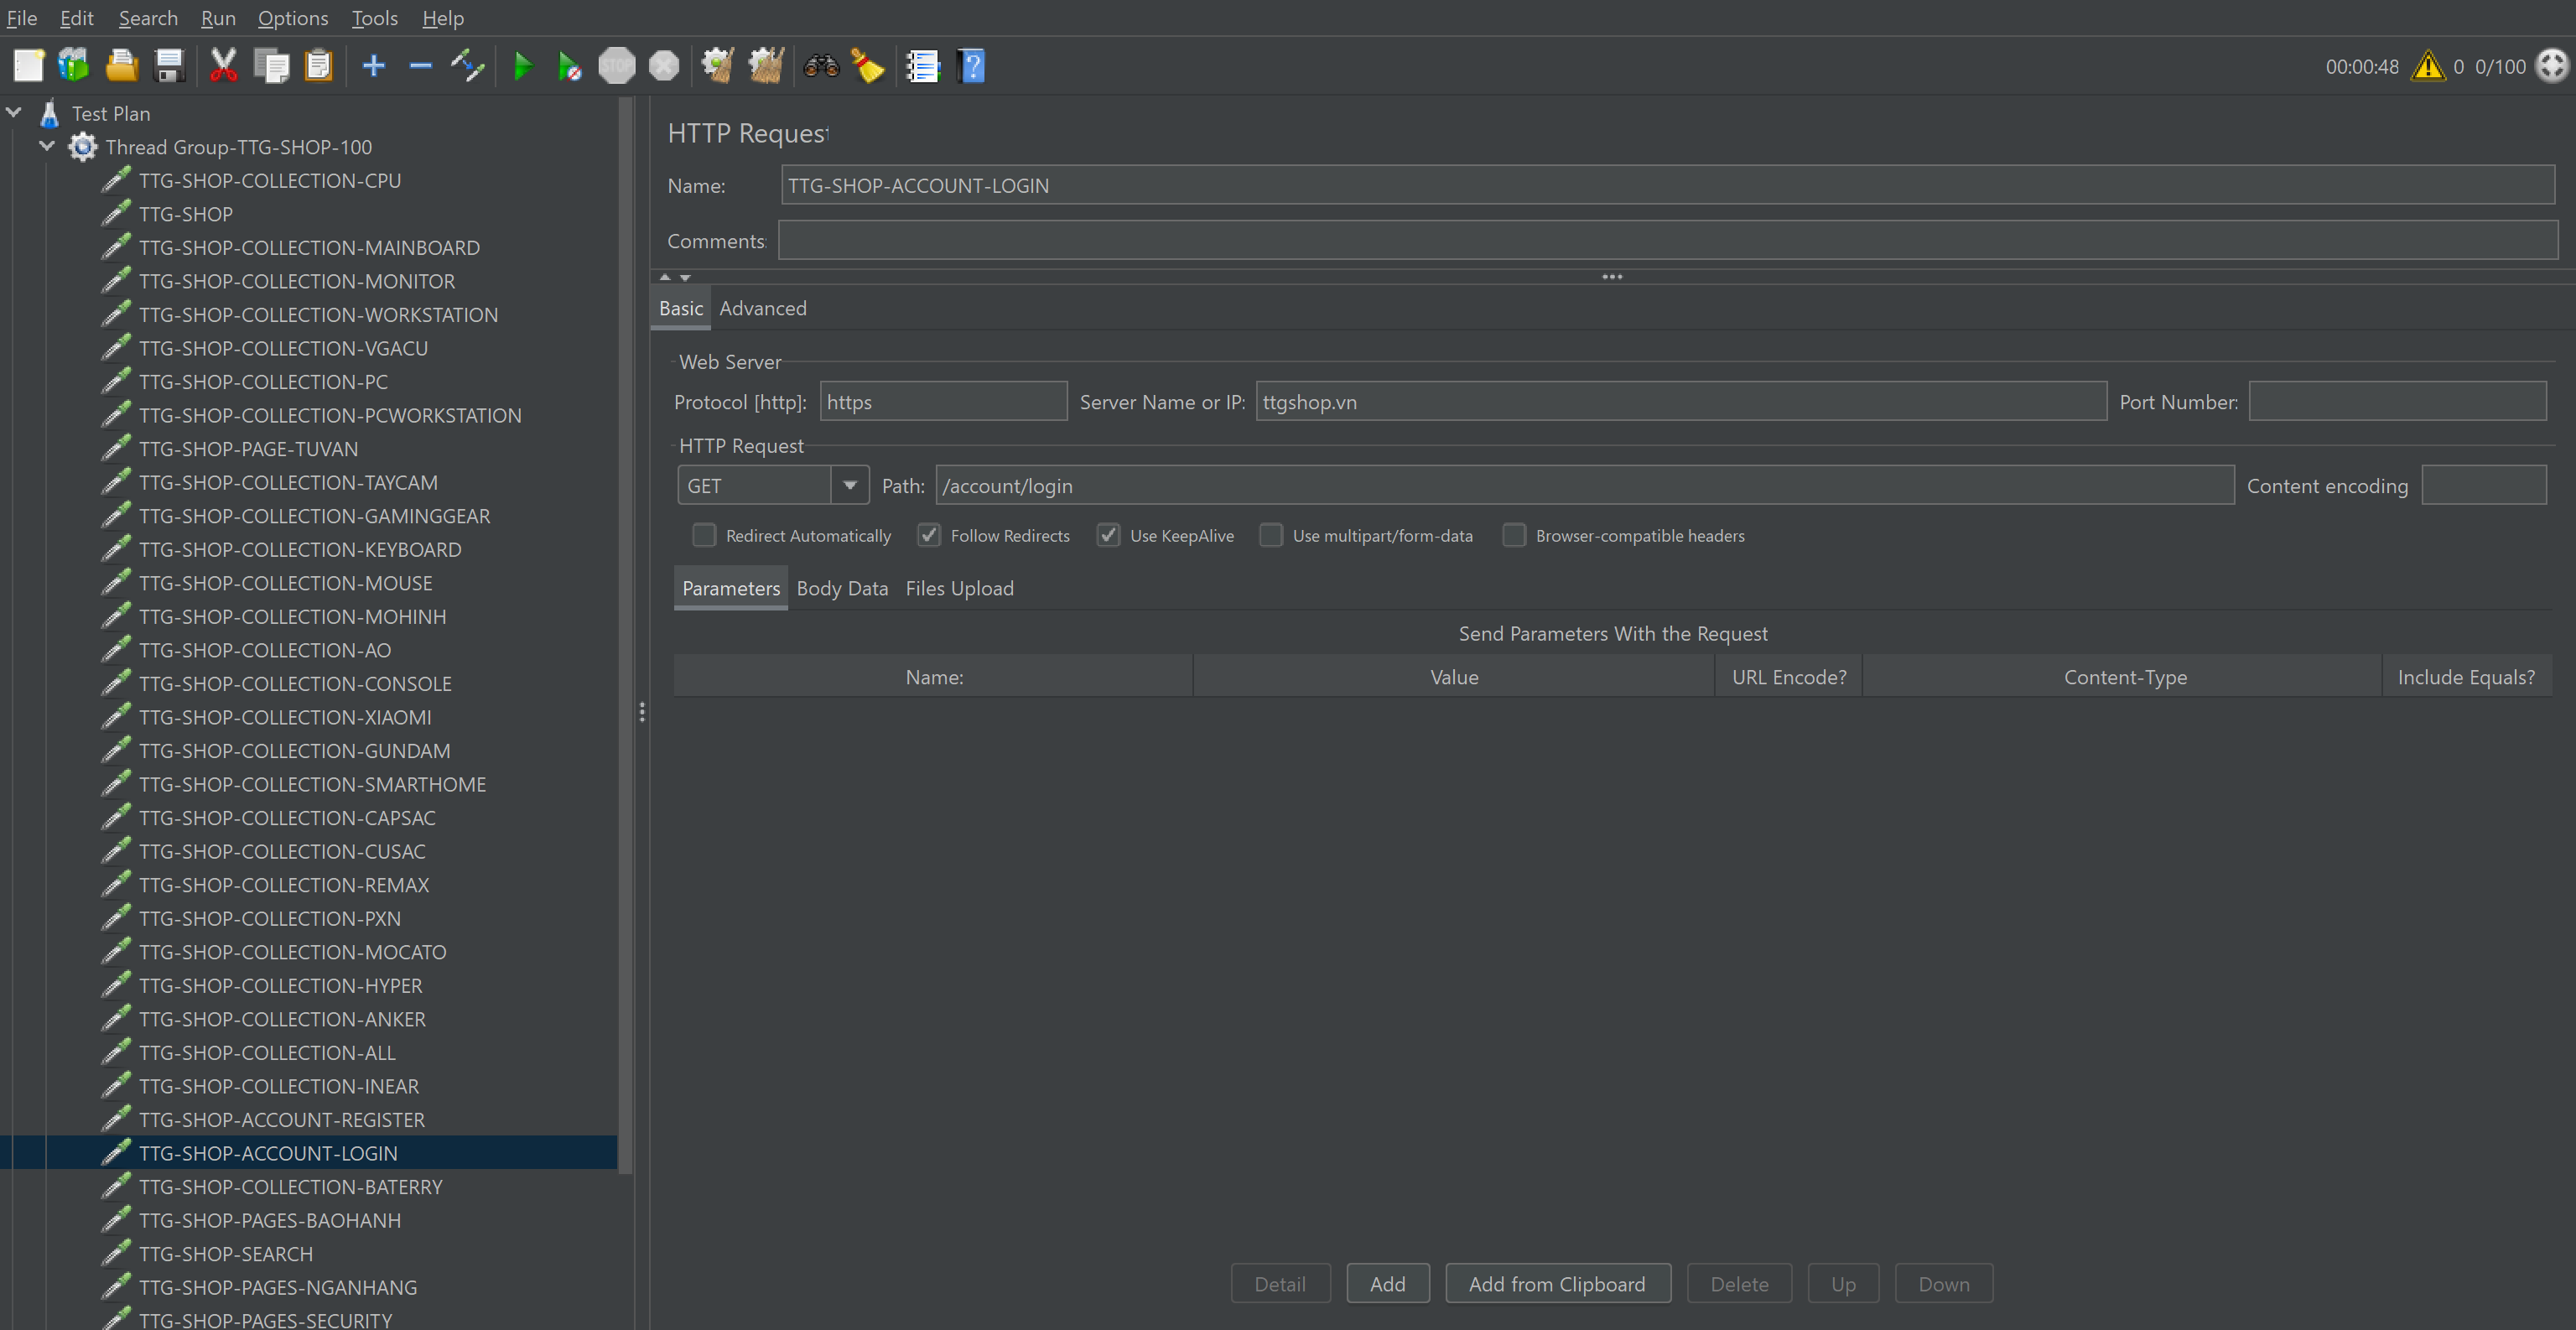 File Edit Search Run Options Tools Help
STOP
00:00:48 0 0/100
Test Plan
Thread Group-TTG-SHOP-100
TTG-SHOP-COLLECTION-CPU
TTG-SHOP
TTG-SHOP-COLLECTION-MAINBOARD
TTG-SHOP-COLLECTION-MONITOR
TTG-SHOP-COLLECTION-WORKSTATION
TTG-SHOP-COLLECTION-VGACU
TTG-SHOP-COLLECTION-PC
TTG-SHOP-COLLECTION-PCWORKSTATION
TTG-SHOP-PAGE-TUVAN
TTG-SHOP-COLLECTION-TAYCAM
TTG-SHOP-COLLECTION-GAMINGGEAR
TTG-SHOP-COLLECTION-KEYBOARD
TTG-SHOP-COLLECTION-MOUSE
TTG-SHOP-COLLECTION-MOHINH
TTG-SHOP-COLLECTION-AO
TTG-SHOP-COLLECTION-CONSOLE
TTG-SHOP-COLLECTION-XIAOMI
TTG-SHOP-COLLECTION-GUNDAM
TTG-SHOP-COLLECTION-SMARTHOME
TTG-SHOP-COLLECTION-CAPSAC
TTG-SHOP-COLLECTION-CUSAC
TTG-SHOP-COLLECTION-REMAX
TTG-SHOP-COLLECTION-PXN
TTG-SHOP-COLLECTION-MOCATO
TTG-SHOP-COLLECTION-HYPER
TTG-SHOP-COLLECTION-ANKER
TTG-SHOP-COLLECTION-ALL
TTG-SHOP-COLLECTION-INEAR
TTG-SHOP-ACCOUNT-REGISTER
TTG-SHOP-ACCOUNT-LOGIN
TTG-SHOP-COLLECTION-BATERRY
TTG-SHOP-PAGES-BAOHANH
TTG-SHOP-SEARCH
TTG-SHOP-PAGES-NGANHANG
TTG-SHOP-PAGES-SECURITY
HTTP Request
Name: TTG-SHOP-ACCOUNT-LOGIN
Comments:
Basic Advanced
Web Server
Protocol [http]: https Server Name or IP: ttgshop.vn Port Number:
HTTP Request
GET Path: /account/login Content encoding
Redirect Automatically Follow Redirects Use KeepAlive Use multipart/form-data Browser-compatible headers
Parameters Body Data Files Upload
Send Parameters With the Request
Name: Value URL Encode? Content-Type Include Equals?
Detail Add Add from Clipboard Delete Up Down